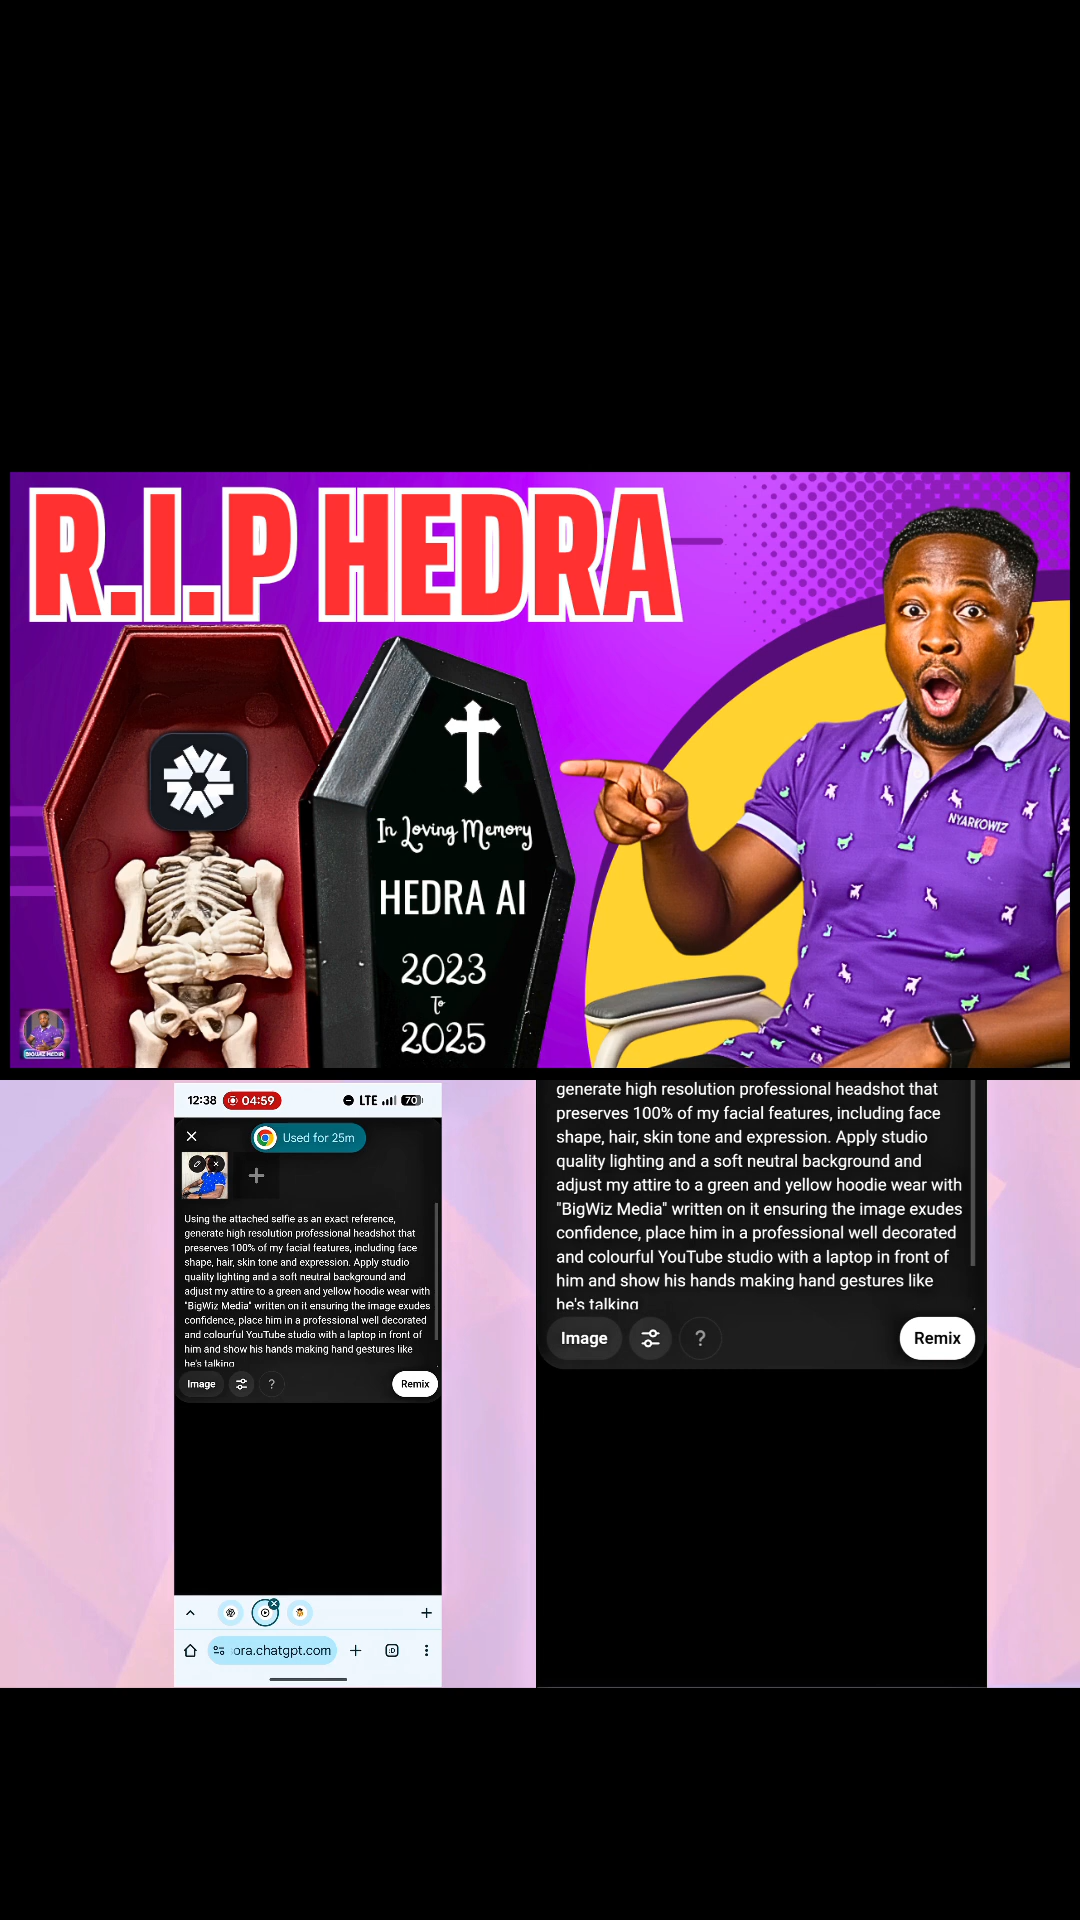 R.I.P HEDRA
In Loving Memory
HEDRA AI
2023
To
2025
NYARKOWIZ
BIGWIZ MEDIA
12:38
04:59
LTE
70
Used for 25m
Using the attached selfie as an exact reference,
generate high resolution professional headshot that
preserves 100% of my facial features, including face
shape, hair, skin tone and expression. Apply studio
quality lighting and a soft neutral background and
adjust my attire to a green and yellow hoodie wear with
"BigWiz Media" written on it ensuring the image exudes
confidence, place him in a professional well decorated
and colourful YouTube studio with a laptop in front of
him and show his hands making hand gestures like
he's talking
Image
?
Remix
ora.chatgpt.com
:D
generate high resolution professional headshot that
preserves 100% of my facial features, including face
shape, hair, skin tone and expression. Apply studio
quality lighting and a soft neutral background and
adjust my attire to a green and yellow hoodie wear with
"BigWiz Media" written on it ensuring the image exudes
confidence, place him in a professional well decorated
and colourful YouTube studio with a laptop in front of
him and show his hands making hand gestures like
he's talking
Image
?
Remix